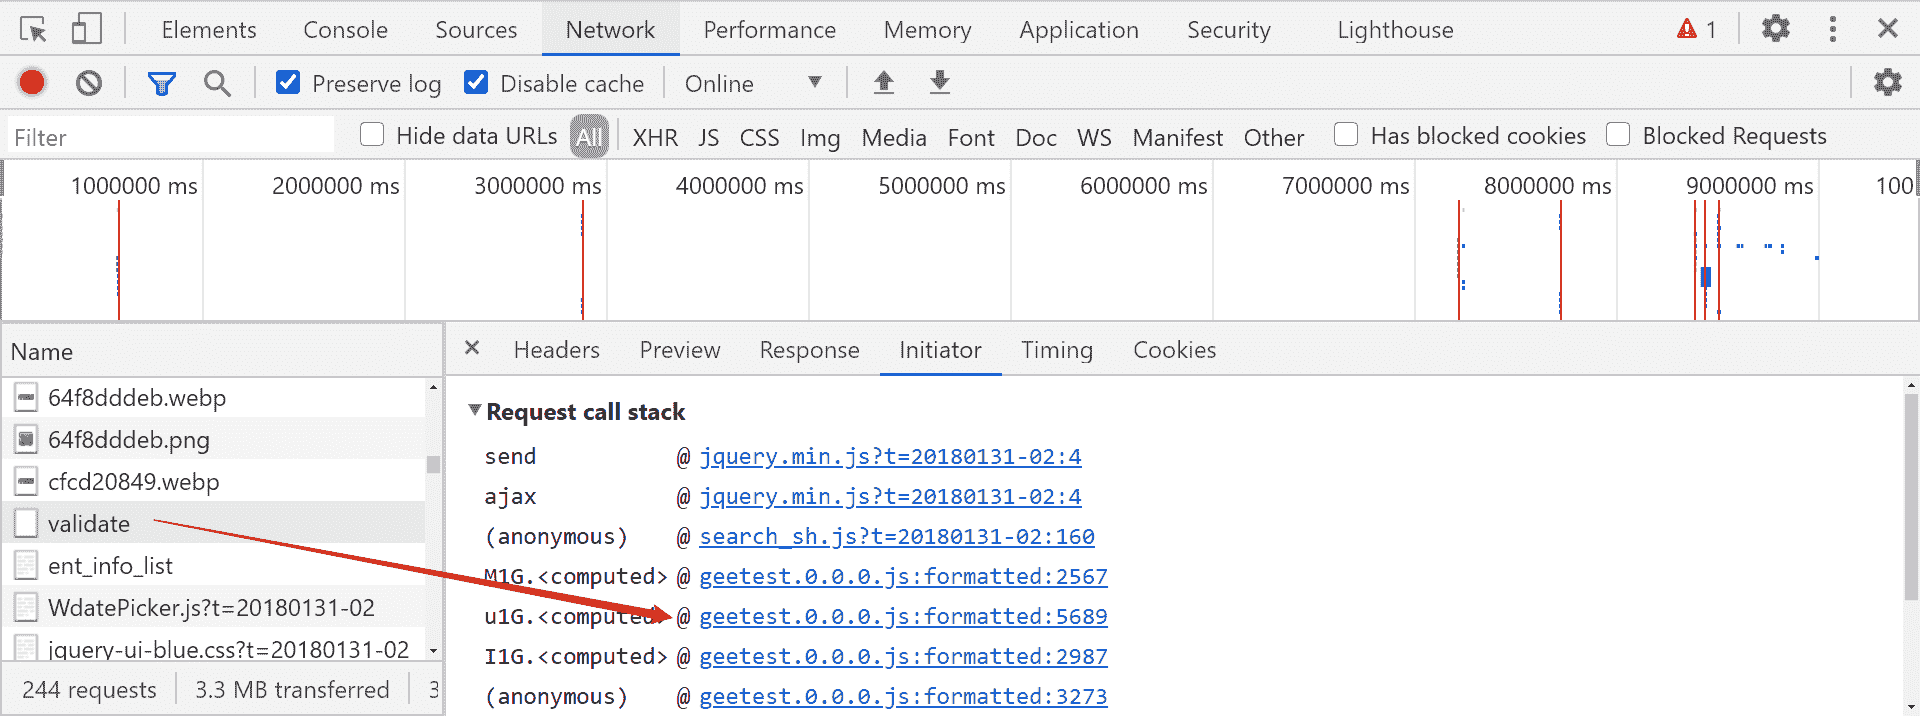 Elements Console Sources Network Performance Memory Application Security Lighthouse 1
Preserve log Disable cache Online
Filter Hide data URLs All XHR JS CSS Img Media Font Doc WS Manifest Other Has blocked cookies Blocked Requests
1000000 ms 2000000 ms 3000000 ms 4000000 ms 5000000 ms 6000000 ms 7000000 ms 8000000 ms 9000000 ms 100
Name
64f8dddeb.webp
64f8dddeb.png
cfcd20849.webp
validate
ent_info_list
WdatePicker.js?t=20180131-02
jquery-ui-blue.css?t=20180131-02
244 requests 3.3 MB transferred 3
Headers Preview Response Initiator Timing Cookies
Request call stack
send @ jquery.min.js?t=20180131-02:4
ajax @ jquery.min.js?t=20180131-02:4
(anonymous) @ search_sh.js?t=20180131-02:160
M1G.<computed> @ geetest.0.0.0.js:formatted:2567
u1G.<computed> @ geetest.0.0.0.js:formatted:5689
I1G.<computed> @ geetest.0.0.0.js:formatted:2987
(anonymous) @ geetest.0.0.0.js:formatted:3273